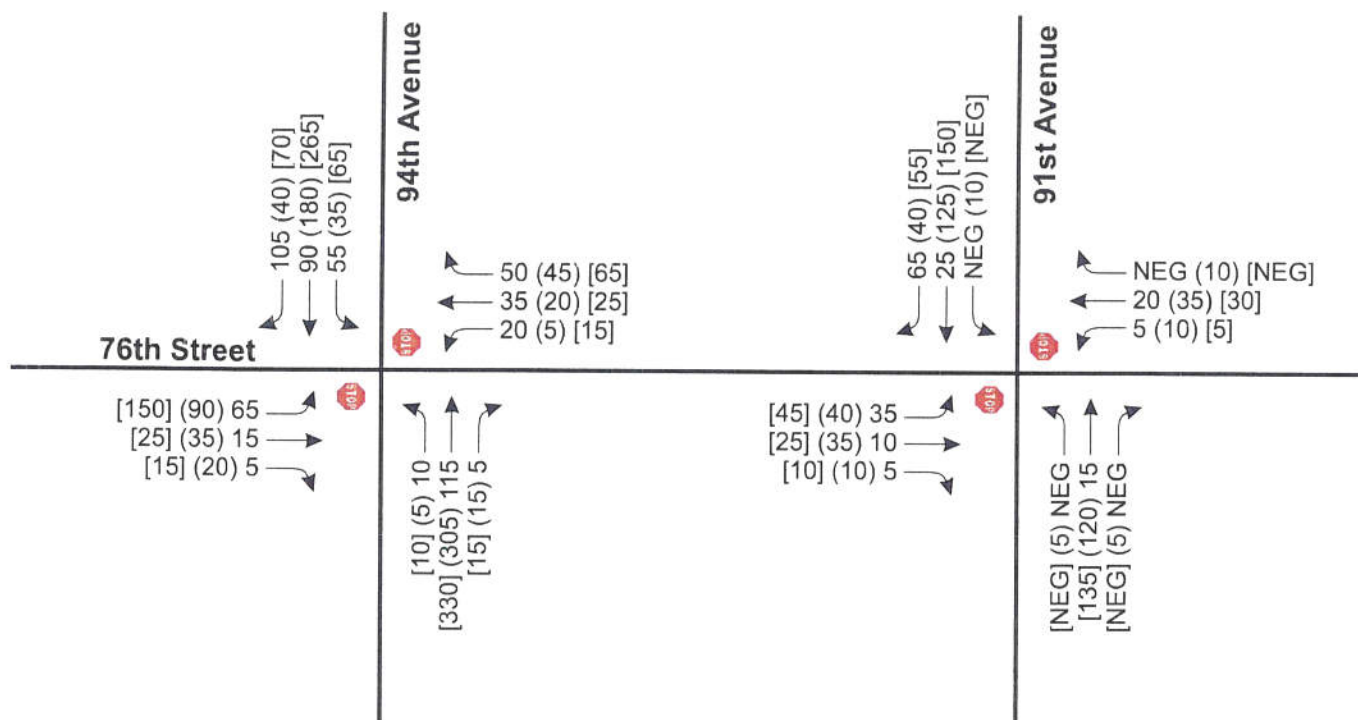 94th Avenue
105 (40) [70]
90 (180) [265]
55 (35) [65]
50 (45) [65]
35 (20) [25]
20 (5) [15]
76th Street
STOP
STOP
[150] (90) 65
[25] (35) 15
[15] (20) 5
[10] (5) 10
[330] (305) 115
[15] (15) 5
91st Avenue
65 (40) [55]
25 (125) [150]
NEG (10) [NEG]
NEG (10) [NEG]
20 (35) [30]
5 (10) [5]
STOP
STOP
[45] (40) 35
[25] (35) 10
[10] (10) 5
[NEG] (5) NEG
[135] (120) 15
[NEG] (5) NEG